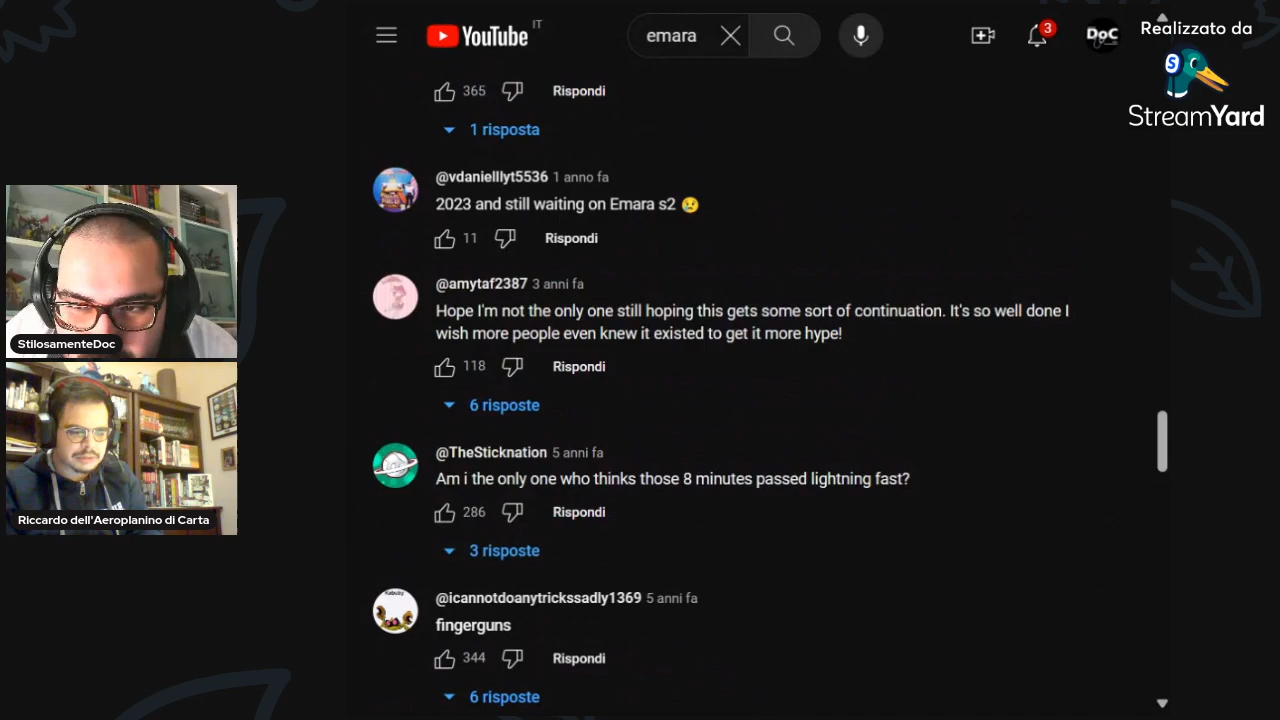 YouTube IT
emara
3
DoC
Realizzato da
StreamYard
365 Rispondi
1 risposta
@vdanielllyt5536 1 anno fa
2023 and still waiting on Emara s2 😢
11 Rispondi
@amytaf2387 3 anni fa
Hope I'm not the only one still hoping this gets some sort of continuation. It's so well done I
wish more people even knew it existed to get it more hype!
118 Rispondi
6 risposte
@TheSticknation 5 anni fa
Am i the only one who thinks those 8 minutes passed lightning fast?
286 Rispondi
3 risposte
@icannotdoanytrickssadly1369 5 anni fa
fingerguns
344 Rispondi
6 risposte
StilosamenteDoc
Riccardo dell'Aeroplanino di Carta